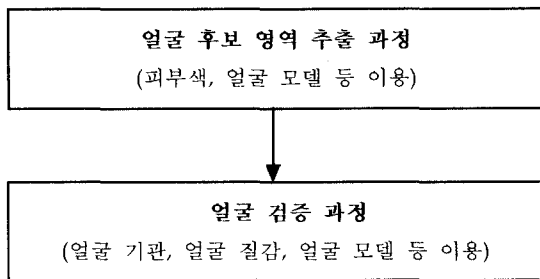 얼굴 후보 영역 추출 과정
(피부색, 얼굴 모델 등 이용)
얼굴 검증 과정
(얼굴 기관, 얼굴 질감, 얼굴 모델 등 이용)